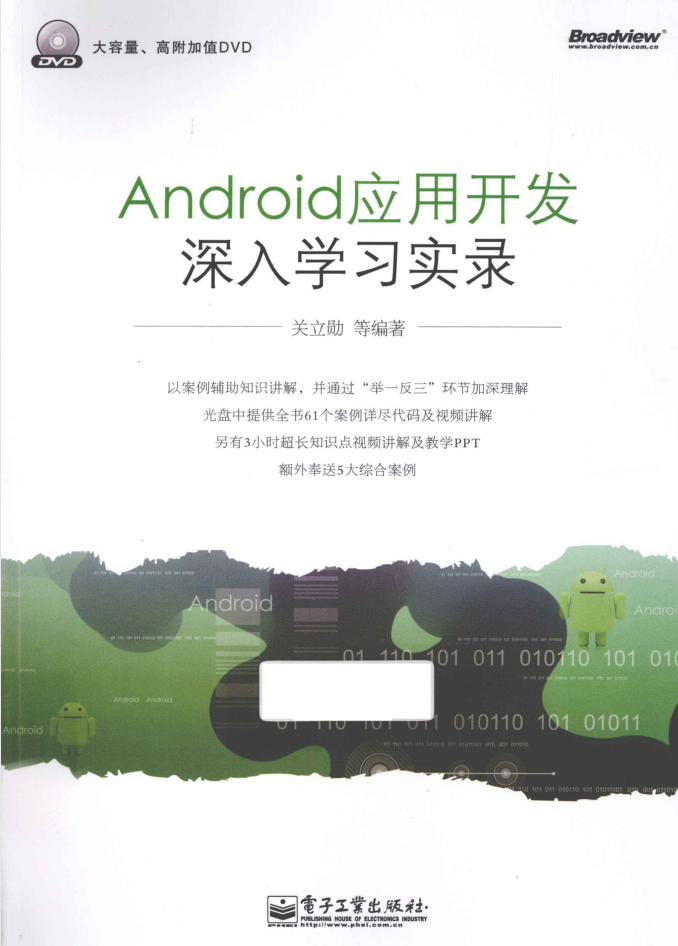 DVD
大容量、高附加值DVD
Broadview®
www.broadview.com.cn
Android应用开发
深入学习实录
关立勋 等编著
以案例辅助知识讲解，并通过“举一反三”环节加深理解
光盘中提供全书61个案例详尽代码及视频讲解
另有3小时超长知识点视频讲解及教学PPT
额外奉送5大综合案例
Android
Android
Android
01 110 101 011 010110 101 010
Android Android
Android
010110 101 01011
電子工業出版社·
PUBLISHING HOUSE OF ELECTRONICS INDUSTRY
http://www.phei.com.cn